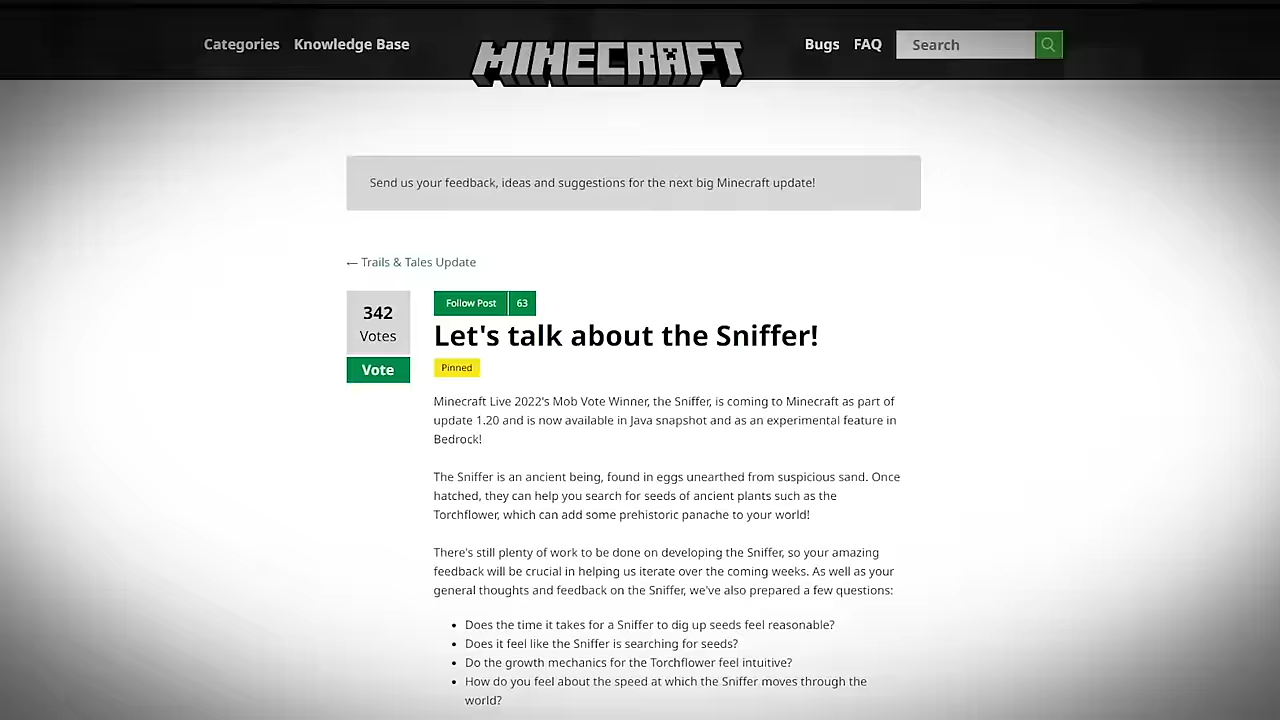 Categories Knowledge Base MINECRAFT Bugs FAQ Search
Send us your feedback, ideas and suggestions for the next big Minecraft update!
← Trails & Tales Update
342
Votes
Vote
Follow Post 63
Let's talk about the Sniffer!
Pinned
Minecraft Live 2022's Mob Vote Winner, the Sniffer, is coming to Minecraft as part of
update 1.20 and is now available in Java snapshot and as an experimental feature in
Bedrock!
The Sniffer is an ancient being, found in eggs unearthed from suspicious sand. Once
hatched, they can help you search for seeds of ancient plants such as the
Torchflower, which can add some prehistoric panache to your world!
There's still plenty of work to be done on developing the Sniffer, so your amazing
feedback will be crucial in helping us iterate over the coming weeks. As well as your
general thoughts and feedback on the Sniffer, we've also prepared a few questions:
• Does the time it takes for a Sniffer to dig up seeds feel reasonable?
• Does it feel like the Sniffer is searching for seeds?
• Do the growth mechanics for the Torchflower feel intuitive?
• How do you feel about the speed at which the Sniffer moves through the
world?